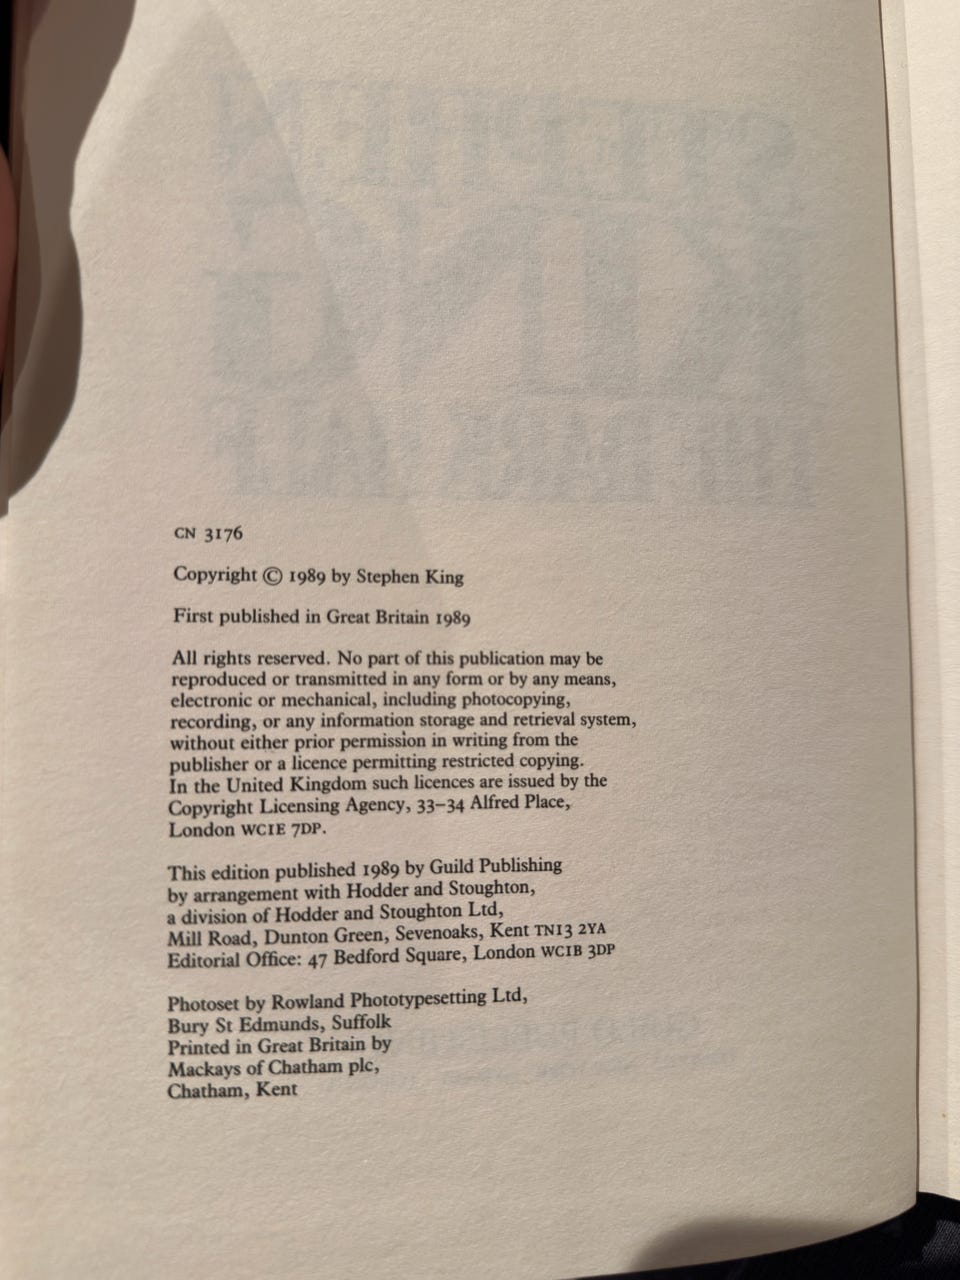 CN 3176
Copyright © 1989 by Stephen King
First published in Great Britain 1989
All rights reserved. No part of this publication may be
reproduced or transmitted in any form or by any means,
electronic or mechanical, including photocopying,
recording, or any information storage and retrieval system,
without either prior permission in writing from the
publisher or a licence permitting restricted copying.
In the United Kingdom such licences are issued by the
Copyright Licensing Agency, 33–34 Alfred Place,
London WC1E 7DP.
This edition published 1989 by Guild Publishing
by arrangement with Hodder and Stoughton,
a division of Hodder and Stoughton Ltd,
Mill Road, Dunton Green, Sevenoaks, Kent TN13 2YA
Editorial Office: 47 Bedford Square, London WC1B 3DP
Photoset by Rowland Phototypesetting Ltd,
Bury St Edmunds, Suffolk
Printed in Great Britain by
Mackays of Chatham plc,
Chatham, Kent